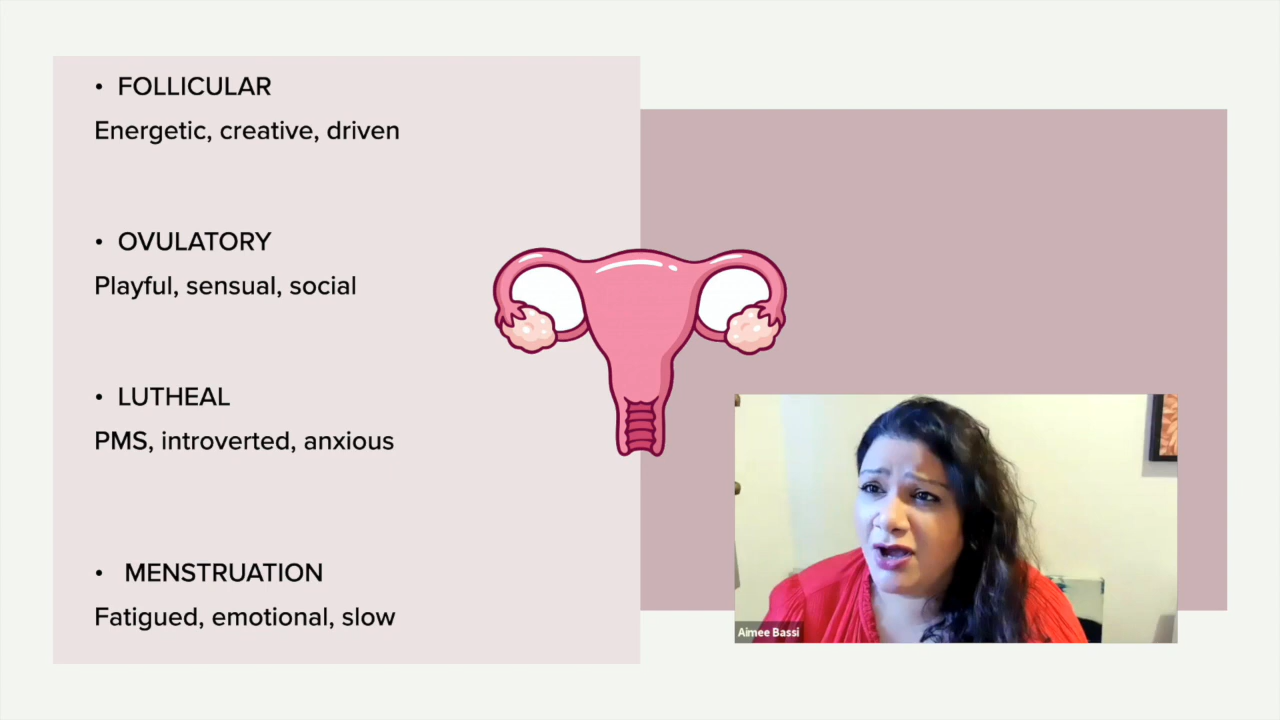 • FOLLICULAR
Energetic, creative, driven
• OVULATORY
Playful, sensual, social
• LUTHEAL
PMS, introverted, anxious
• MENSTRUATION
Fatigued, emotional, slow
Aimee Bassi